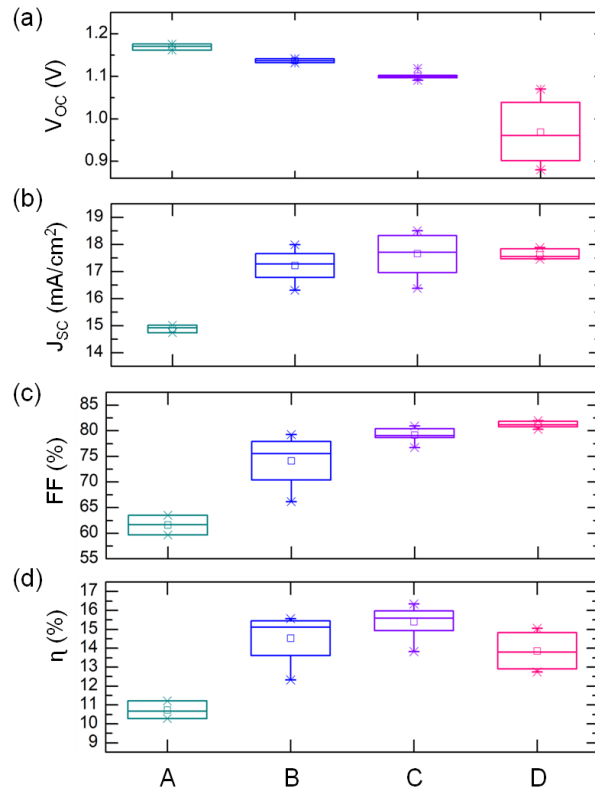 (a)
V_OC (V)
1.2
1.1
1.0
0.9
(b)
J_SC (mA/cm²)
19
18
17
16
15
14
(c)
FF (%)
85
80
75
70
65
60
55
(d)
η (%)
17
16
15
14
13
12
11
10
9
A B C D